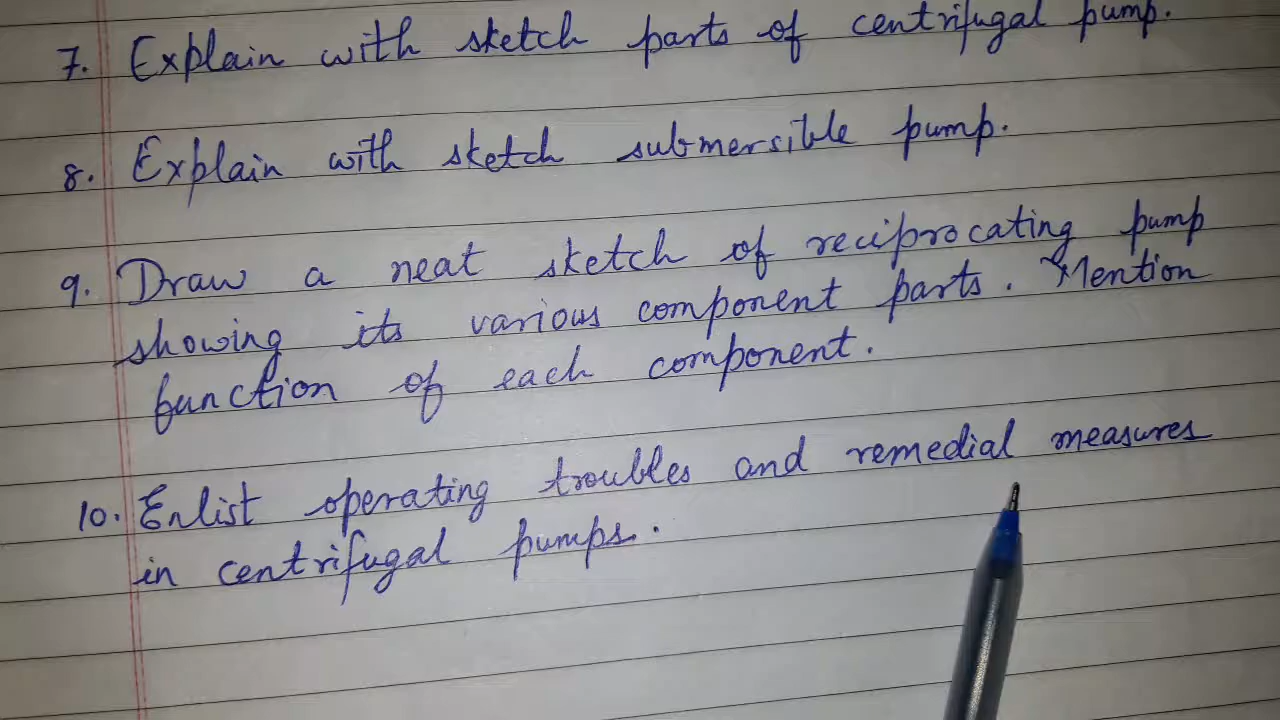 7. Explain with sketch parts of centrifugal pump.
8. Explain with sketch submersible pump.
9. Draw a neat sketch of reciprocating pump
showing its various component parts. Mention
function of each component.
10. Enlist operating troubles and remedial measures
in centrifugal pumps.